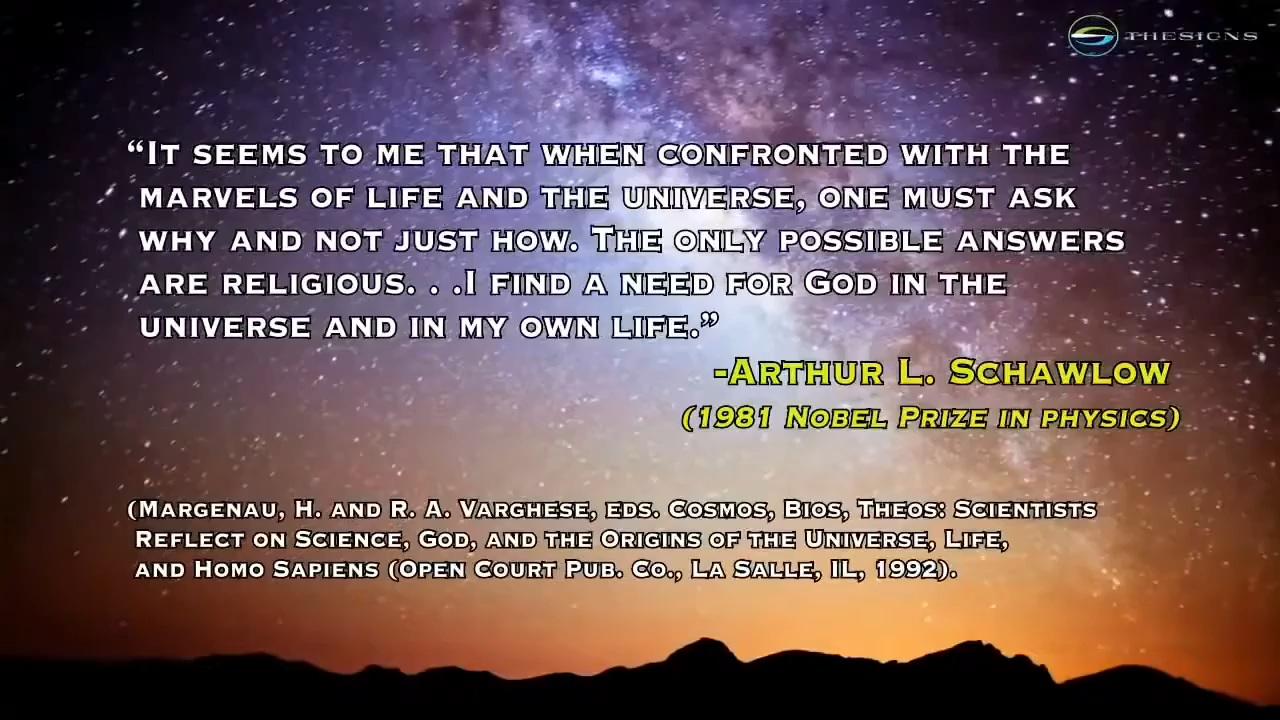 THESIGNS
“It seems to me that when confronted with the
marvels of life and the universe, one must ask
why and not just how. The only possible answers
are religious. . .I find a need for God in the
universe and in my own life.”
-Arthur L. Schawlow
(1981 Nobel Prize in physics)
(Margenau, H. and R. A. Varghese, eds. Cosmos, Bios, Theos: Scientists
Reflect on Science, God, and the Origins of the Universe, Life,
and Homo Sapiens (Open Court Pub. Co., La Salle, IL, 1992).